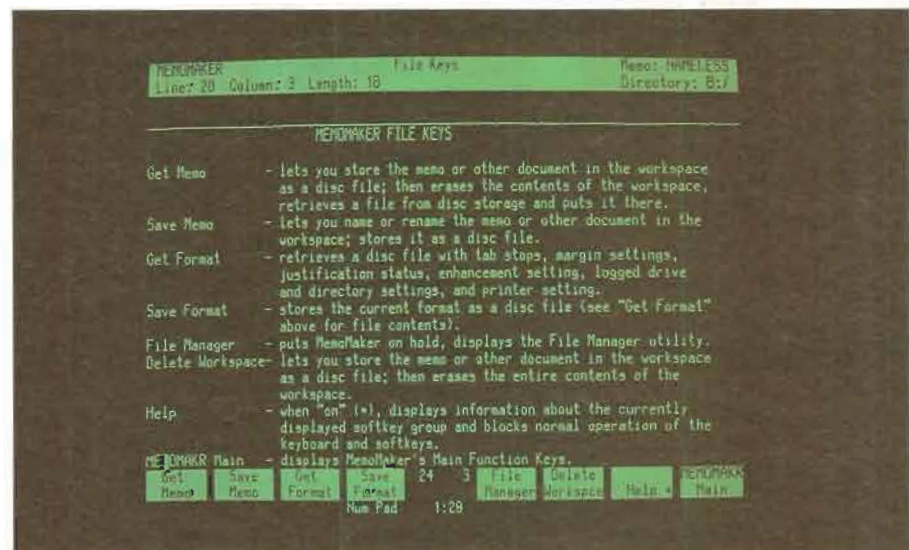 MEMOMAKER File Keys Memo: NAMELESS
Line: 20 Column: 3 Length: 18 Directory: B:/
MEMOMAKER FILE KEYS
Get Memo - lets you store the memo or other document in the workspace
as a disc file; then erases the contents of the workspace,
retrieves a file from disc storage and puts it there.
Save Memo - lets you name or rename the memo or other document in the
workspace; stores it as a disc file.
Get Format - retrieves a disc file with tab stops, margin settings,
justification status, enhancement setting, logged drive
and directory settings, and printer setting.
Save Format - stores the current format as a disc file (see "Get Format"
above for file contents).
File Manager - puts MemoMaker on hold, displays the File Manager utility.
Delete Workspace- lets you store the memo or other document in the workspace
as a disc file; then erases the entire contents of the
workspace.
Help - when "on" (*), displays information about the currently
displayed softkey group and blocks normal operation of the
keyboard and softkeys.
MEMOMAKR Main - displays MemoMaker's Main Function Keys.
Get Save Get Save 24 3 File Delete MEMOMAKR
Memo Memo Format Format Manager Workspce Help * Main
Num Pad 1:28